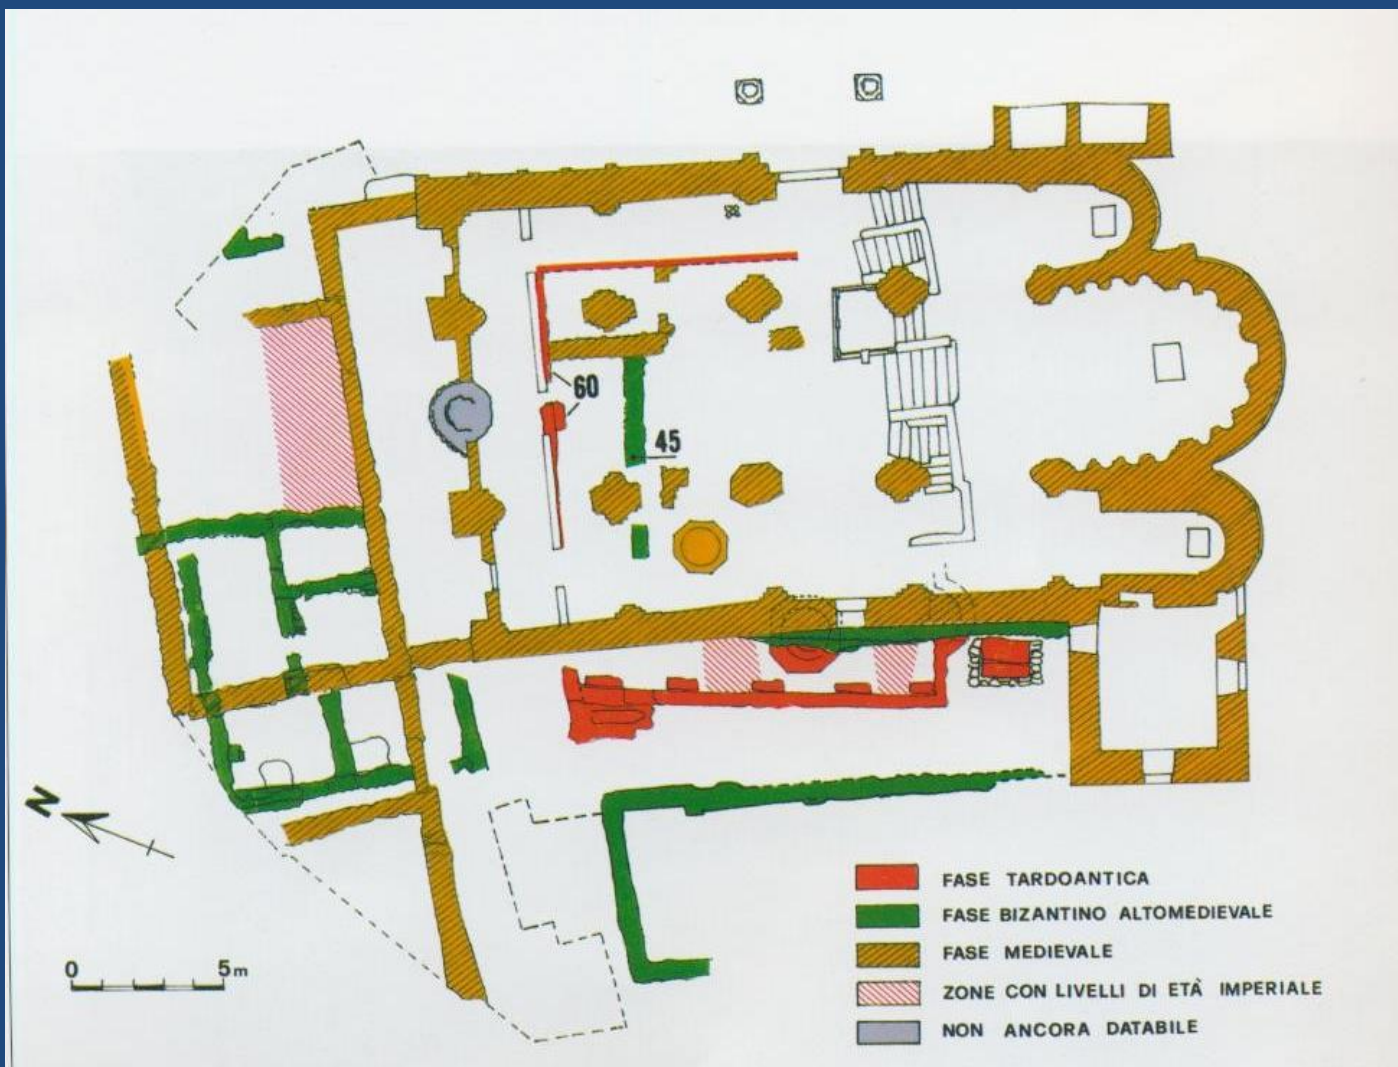 60
45
N
0 5 m
FASE TARDOANTICA
FASE BIZANTINO ALTOMEDIEVALE
FASE MEDIEVALE
ZONE CON LIVELLI DI ETÀ IMPERIALE
NON ANCORA DATABILE